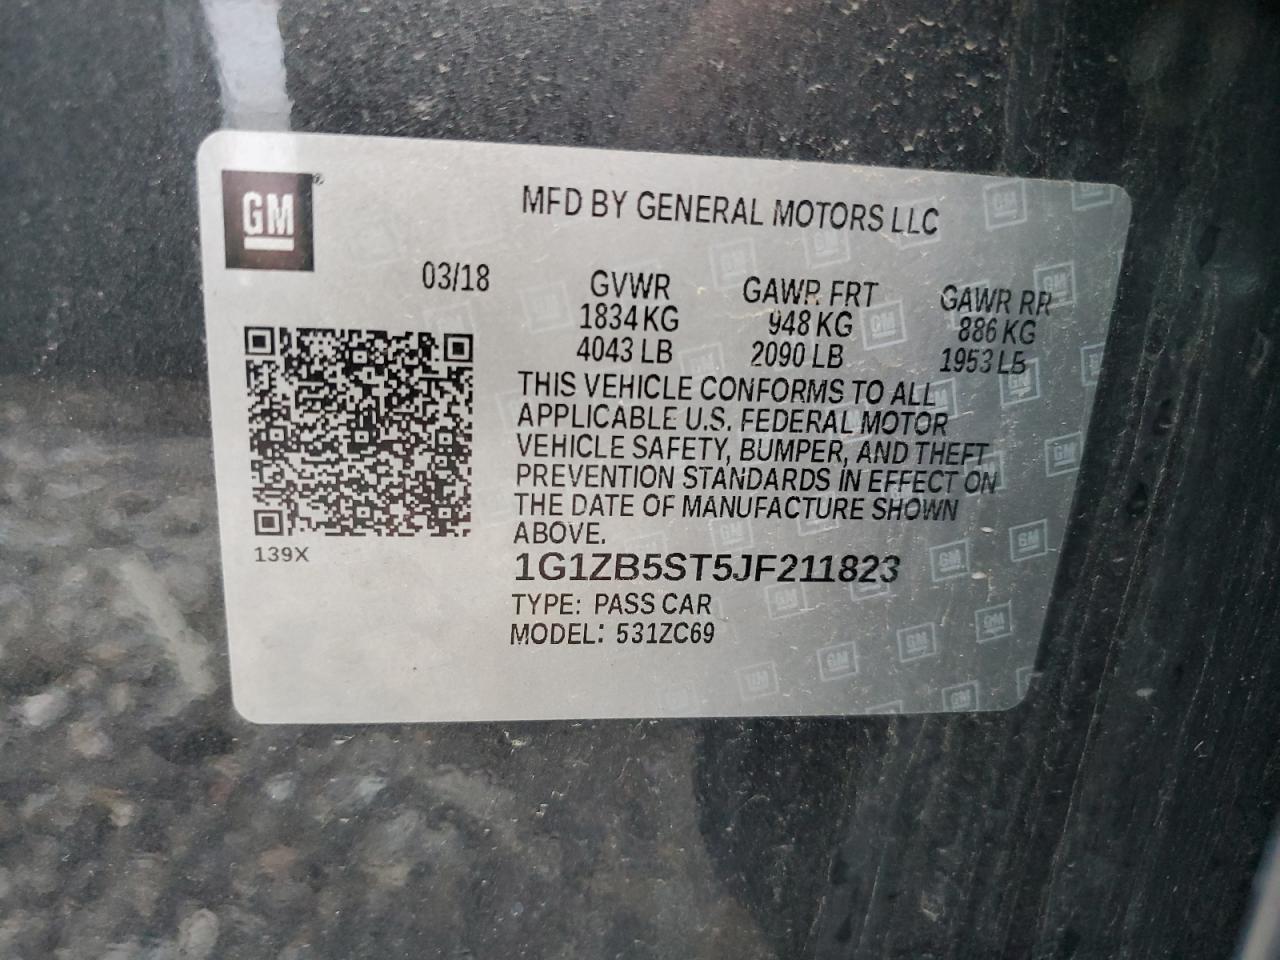 GM®
MFD BY GENERAL MOTORS LLC
03/18
GVWR GAWR FRT GAWR RR
1834 KG 948 KG 886 KG
4043 LB 2090 LB 1953 LB
THIS VEHICLE CONFORMS TO ALL
APPLICABLE U.S. FEDERAL MOTOR
VEHICLE SAFETY, BUMPER, AND THEFT
PREVENTION STANDARDS IN EFFECT ON
THE DATE OF MANUFACTURE SHOWN
ABOVE.
139X
1G1ZB5ST5JF211823
TYPE: PASS CAR
MODEL: 531ZC69